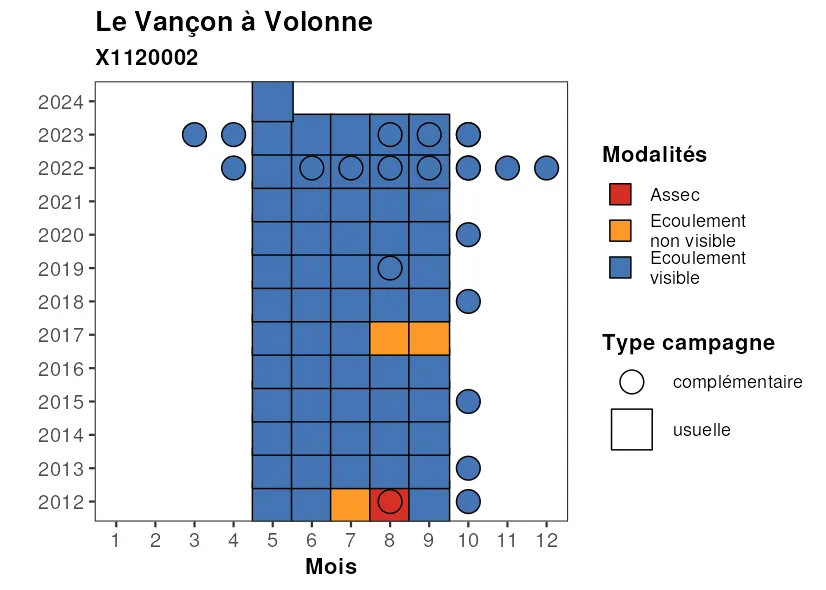 Le Vançon à Volonne
X1120002
2024
2023
2022
2021
2020
2019
2018
2017
2016
2015
2014
2013
2012
1 2 3 4 5 6 7 8 9 10 11 12
Mois
Modalités
Assec
Ecoulement
non visible
Ecoulement
visible
Type campagne
complémentaire
usuelle